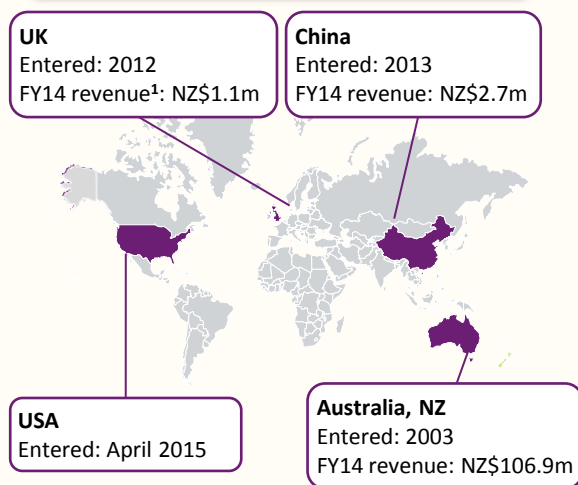 UK
Entered: 2012
FY14 revenue¹: NZ$1.1m
China
Entered: 2013
FY14 revenue: NZ$2.7m
USA
Entered: April 2015
Australia, NZ
Entered: 2003
FY14 revenue: NZ$106.9m